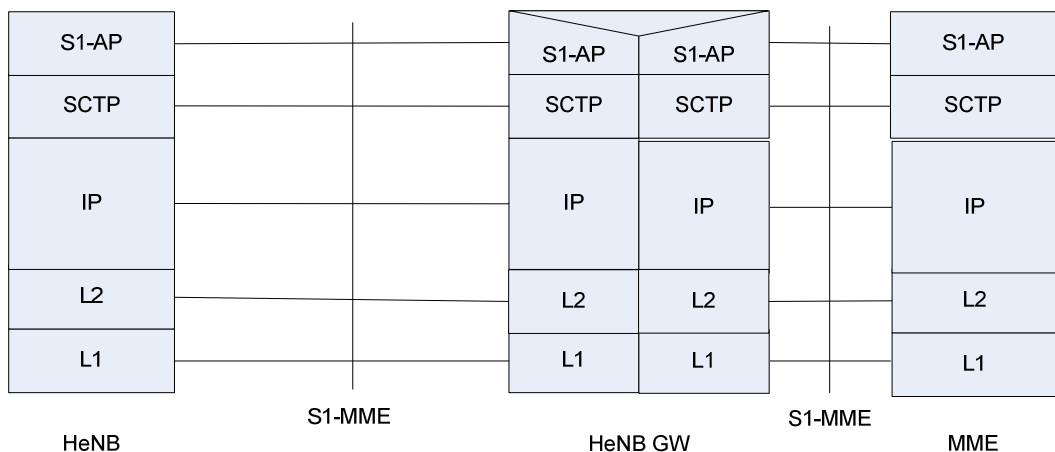 S1-AP
S1-AP S1-AP
S1-AP
SCTP
SCTP SCTP
SCTP
IP
IP IP
IP
L2
L2 L2
L2
L1
L1 L1
L1
S1-MME
S1-MME
HeNB
HeNB GW
MME